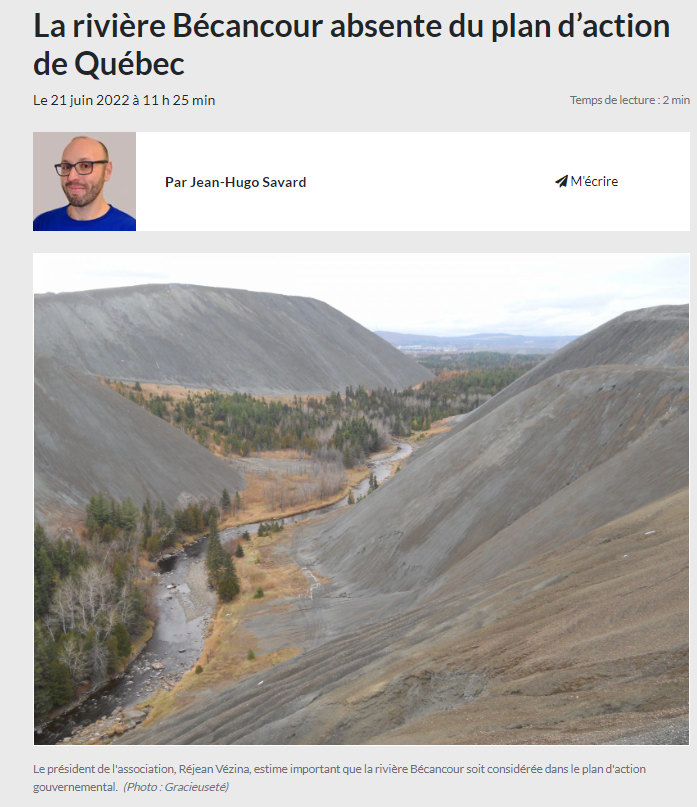 La rivière Bécancour absente du plan d’action
de Québec
Le 21 juin 2022 à 11 h 25 min
Temps de lecture : 2 min
Par Jean-Hugo Savard
M'écrire
Le président de l'association, Réjean Vézina, estime important que la rivière Bécancour soit considérée dans le plan d'action
gouvernemental. (Photo : Gracieuseté)